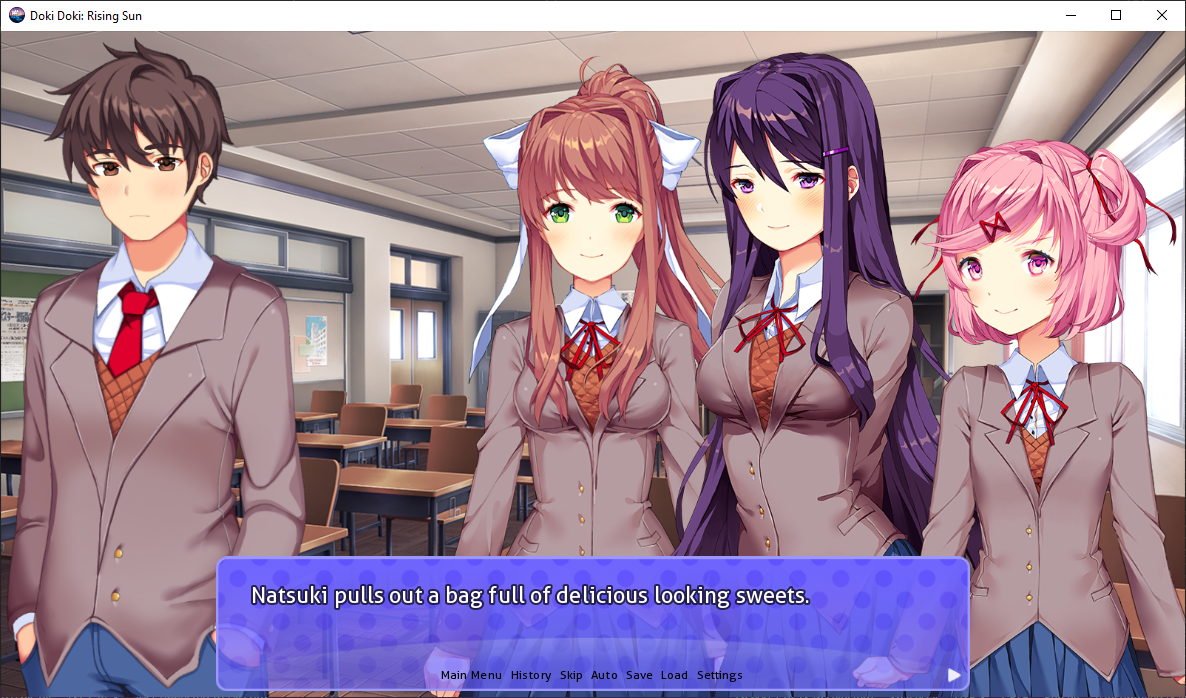 Doki Doki: Rising Sun
Natsuki pulls out a bag full of delicious looking sweets.
Main Menu History Skip Auto Save Load Settings